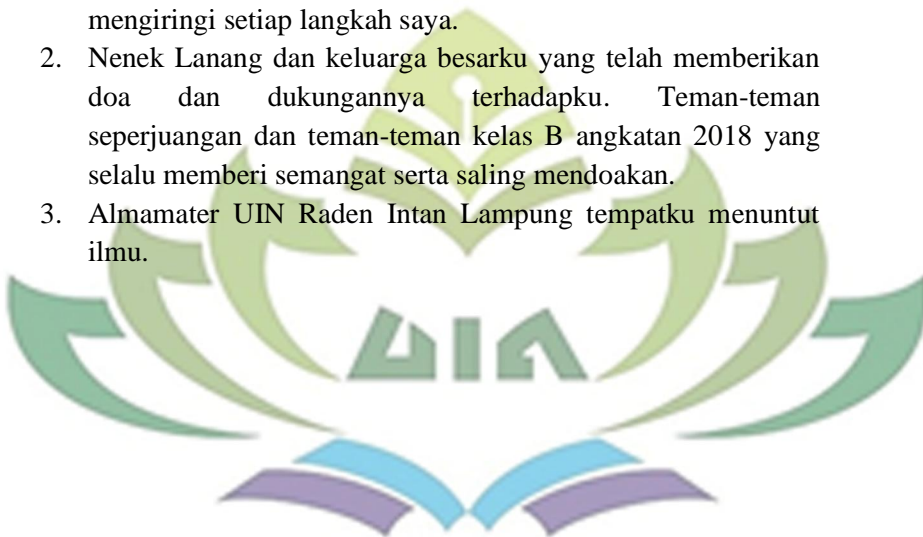 mengiringi setiap langkah saya.
2. Nenek Lanang dan keluarga besarku yang telah memberikan
doa dan dukungannya terhadapku. Teman-teman
seperjuangan dan teman-teman kelas B angkatan 2018 yang
selalu memberi semangat serta saling mendoakan.
3. Almamater UIN Raden Intan Lampung tempatku menuntut
ilmu.
UIN